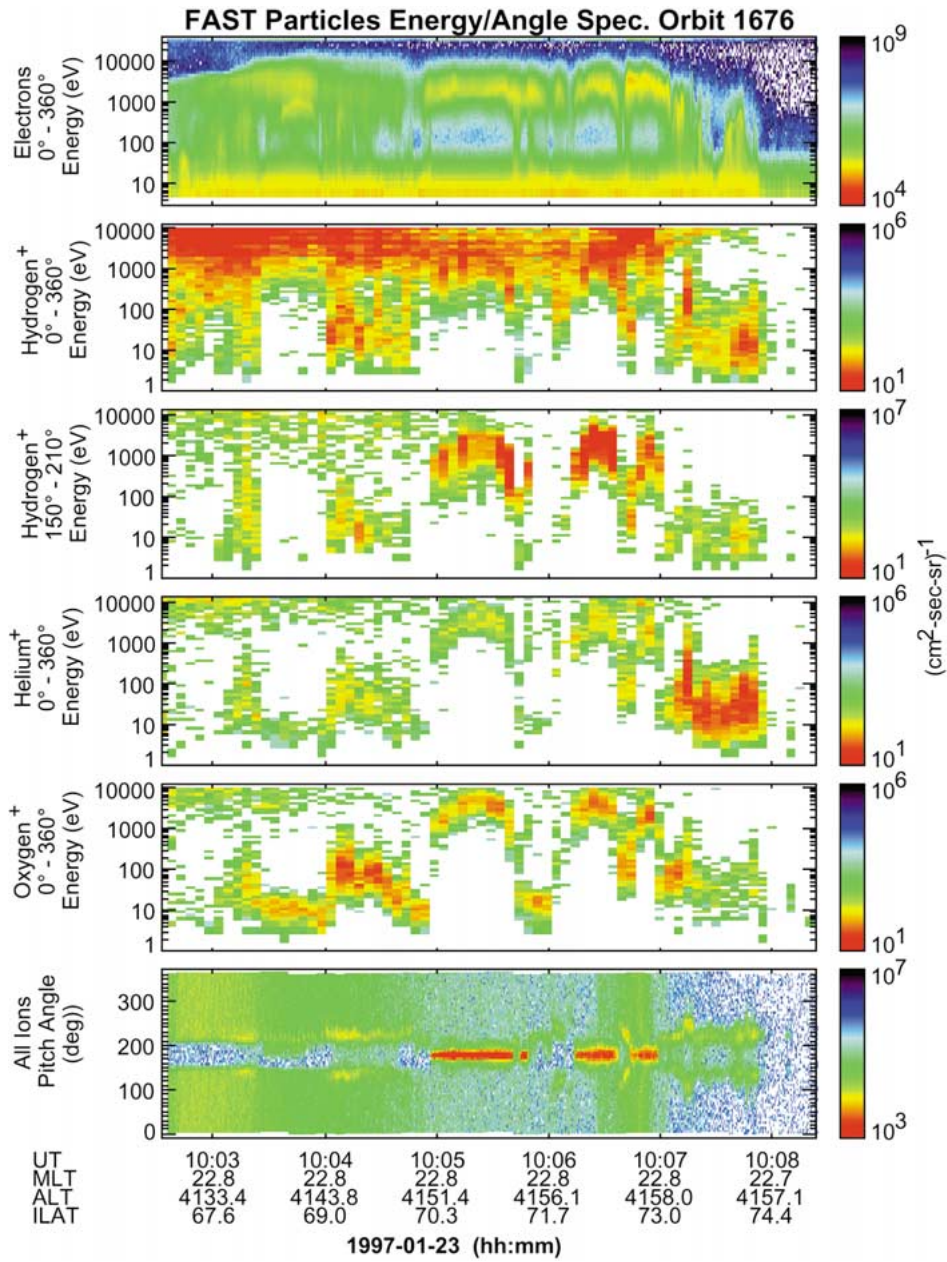 FAST Particles Energy/Angle Spec. Orbit 1676
Electrons
0° - 360°
Energy (eV)
10000
1000
100
10
10⁹
10⁴
Hydrogen⁺
0° - 360°
Energy (eV)
10000
1000
100
10
1
10⁶
10¹
Hydrogen⁺
150° - 210°
Energy (eV)
10000
1000
100
10
1
10⁷
10¹
Helium⁺
0° - 360°
Energy (eV)
10000
1000
100
10
1
10⁶
10¹
(cm²-sec-sr)⁻¹
Oxygen⁺
0° - 360°
Energy (eV)
10000
1000
100
10
1
10⁶
10¹
All Ions
Pitch Angle
(deg))
300
200
100
0
10⁷
10³
UT 10:03 10:04 10:05 10:06 10:07 10:08
MLT 22.8 22.8 22.8 22.8 22.8 22.7
ALT 4133.4 4143.8 4151.4 4156.1 4158.0 4157.1
ILAT 67.6 69.0 70.3 71.7 73.0 74.4
1997-01-23 (hh:mm)